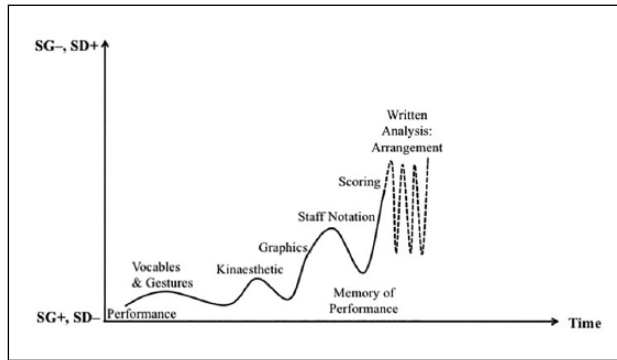 SG–, SD+
Written
Analysis:
Arrangement
Scoring
Staff Notation
Graphics
Vocables
& Gestures
Kinaesthetic
Memory of
Performance
Performance
SG+, SD–
Time